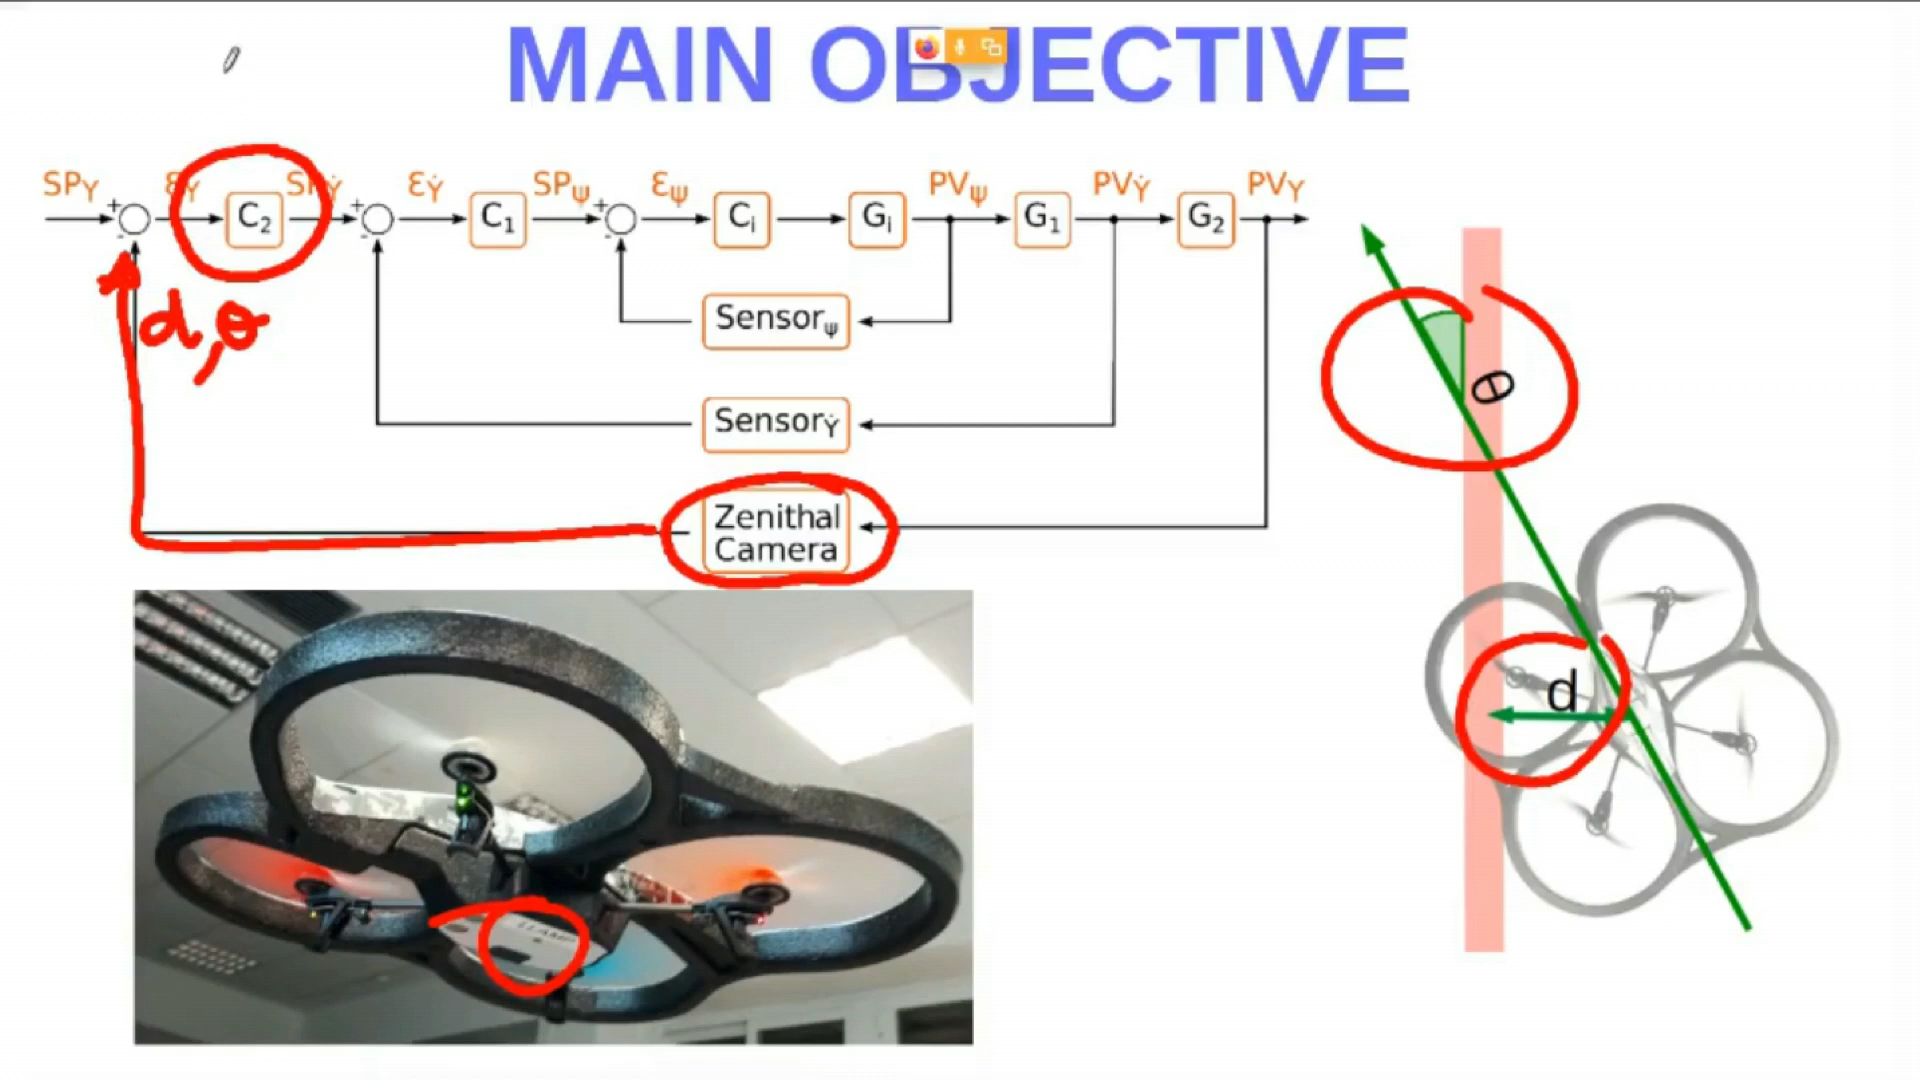 MAIN OBJECTIVE
SPY εY SPẎ εẎ SPψ εψ PVψ PVẎ PVY
+ C2 + C1 + Ci Gi G1 G2
- - -
d, θ
Sensorψ
SensorẎ
Zenithal
Camera
θ
d